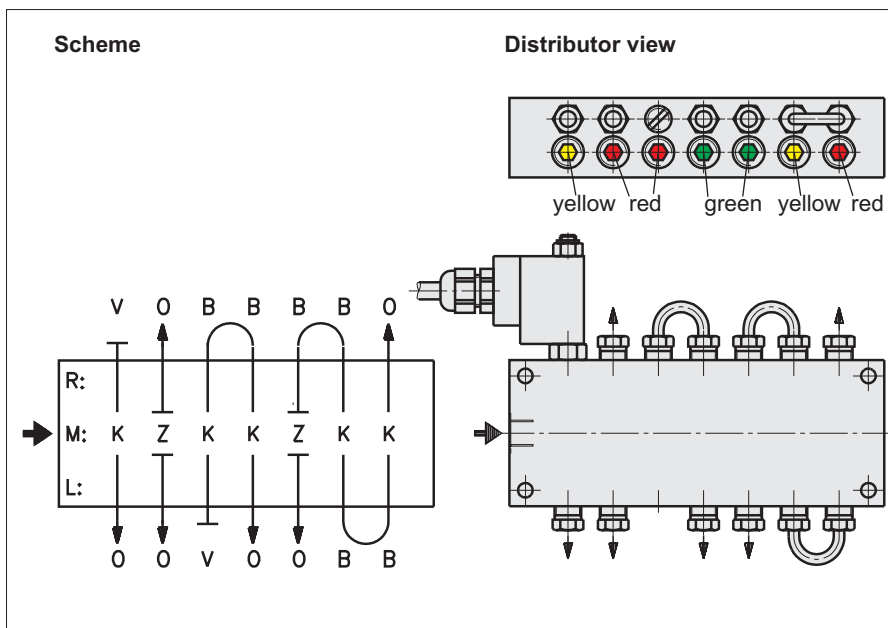 Scheme
Distributor view
yellow red green yellow red
V O B B B B O
R:
M: K Z K K Z K K
L:
O O V O O B B